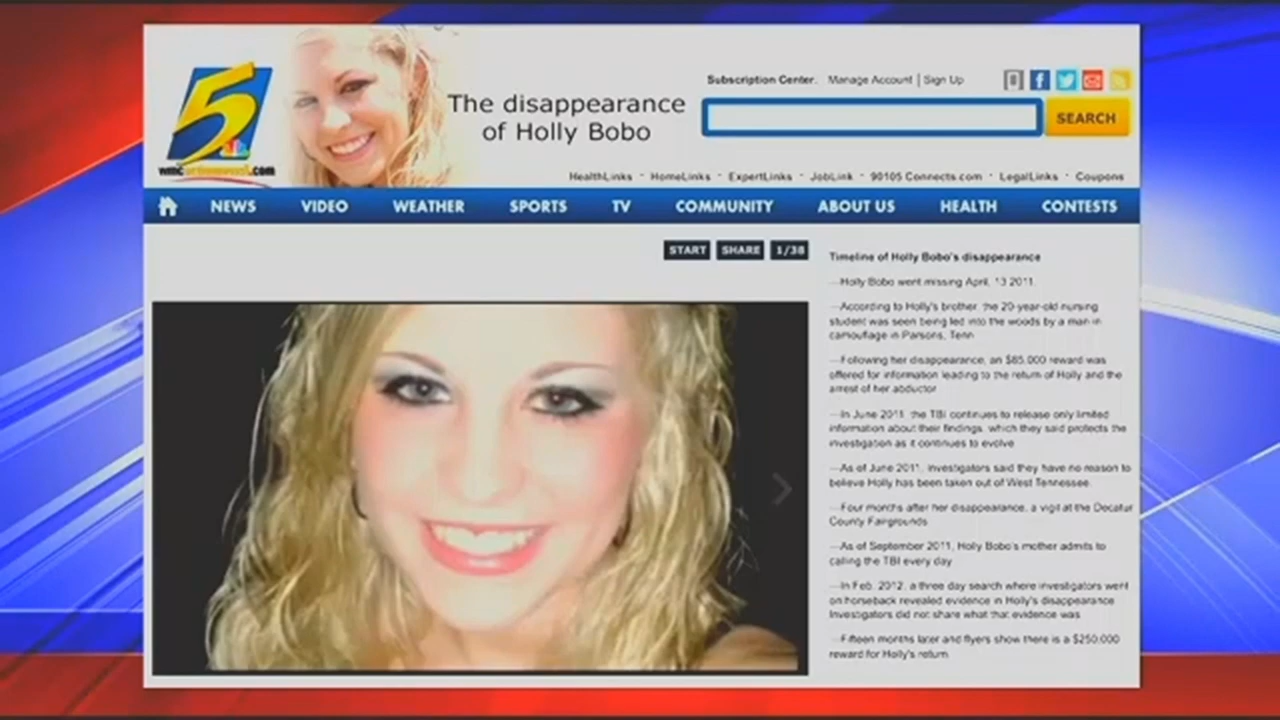 5
wmcactionnews5.com
The disappearance
of Holly Bobo
Subscription Center: Manage Account | Sign Up
SEARCH
HealthLinks · HomeLinks · ExpertLinks · JobLink · 90105 Connects.com · LegalLinks · Coupons
NEWS VIDEO WEATHER SPORTS TV COMMUNITY ABOUT US HEALTH CONTESTS
START SHARE 1/38
Timeline of Holly Bobo's disappearance
—Holly Bobo went missing April, 13 2011.
—According to Holly's brother, the 20-year-old nursing
student was seen being led into the woods by a man in
camouflage in Parsons, Tenn
—Following her disappearance, an $85,000 reward was
offered for information leading to the return of Holly and the
arrest of her abductor
—In June 2011, the TBI continues to release only limited
information about their findings, which they said protects the
investigation as it continues to evolve
—As of June 2011, investigators said they have no reason to
believe Holly has been taken out of West Tennessee.
—Four months after her disappearance, a vigil at the Decatur
County Fairgrounds
—As of September 2011, Holly Bobo's mother admits to
calling the TBI every day
—In Feb. 2012, a three day search where investigators went
on horseback revealed evidence in Holly's disappearance
Investigators did not share what that evidence was
—Fifteen months later and flyers show there is a $250,000
reward for Holly's return